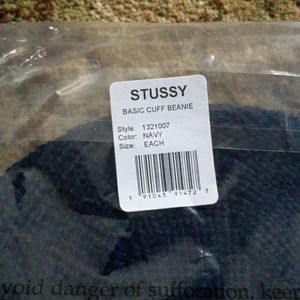 STUSSY
BASIC CUFF BEANIE
Style: 1321007
Color: NAVY
Size: EACH
1 91043 91472 7
void danger of suffocation, keep